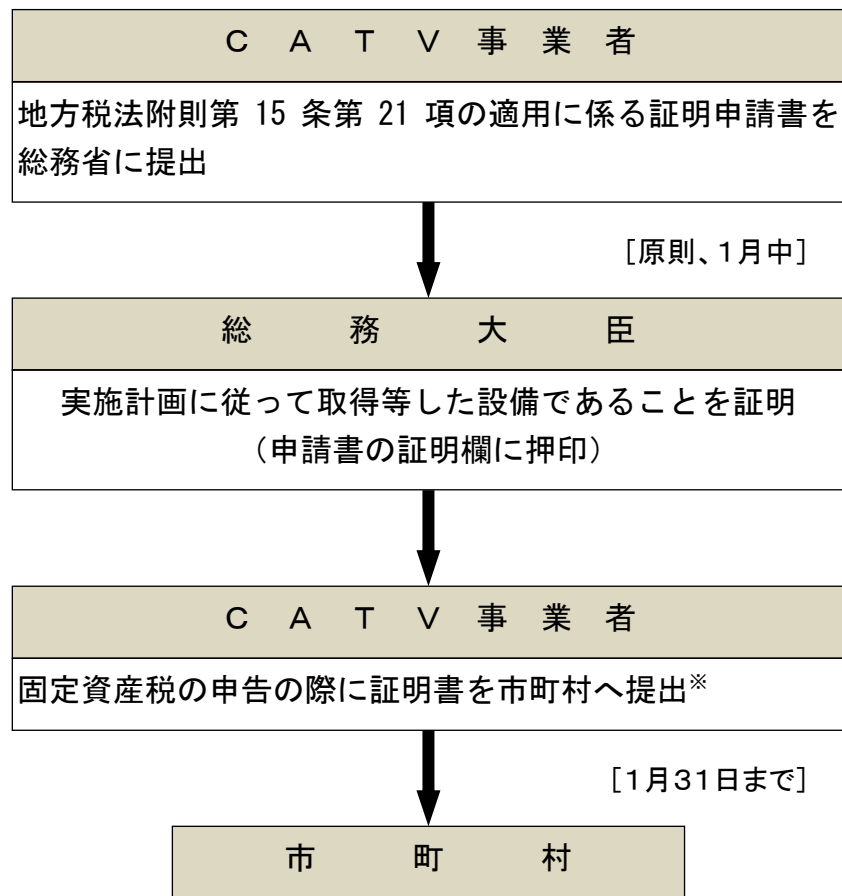 ＣＡＴＶ事業者
地方税法附則第 15 条第 21 項の適用に係る証明申請書を
総務省に提出
［原則、１月中］
総務大臣
実施計画に従って取得等した設備であることを証明
（申請書の証明欄に押印）
ＣＡＴＶ事業者
固定資産税の申告の際に証明書を市町村へ提出※
［１月３１日まで］
市町村